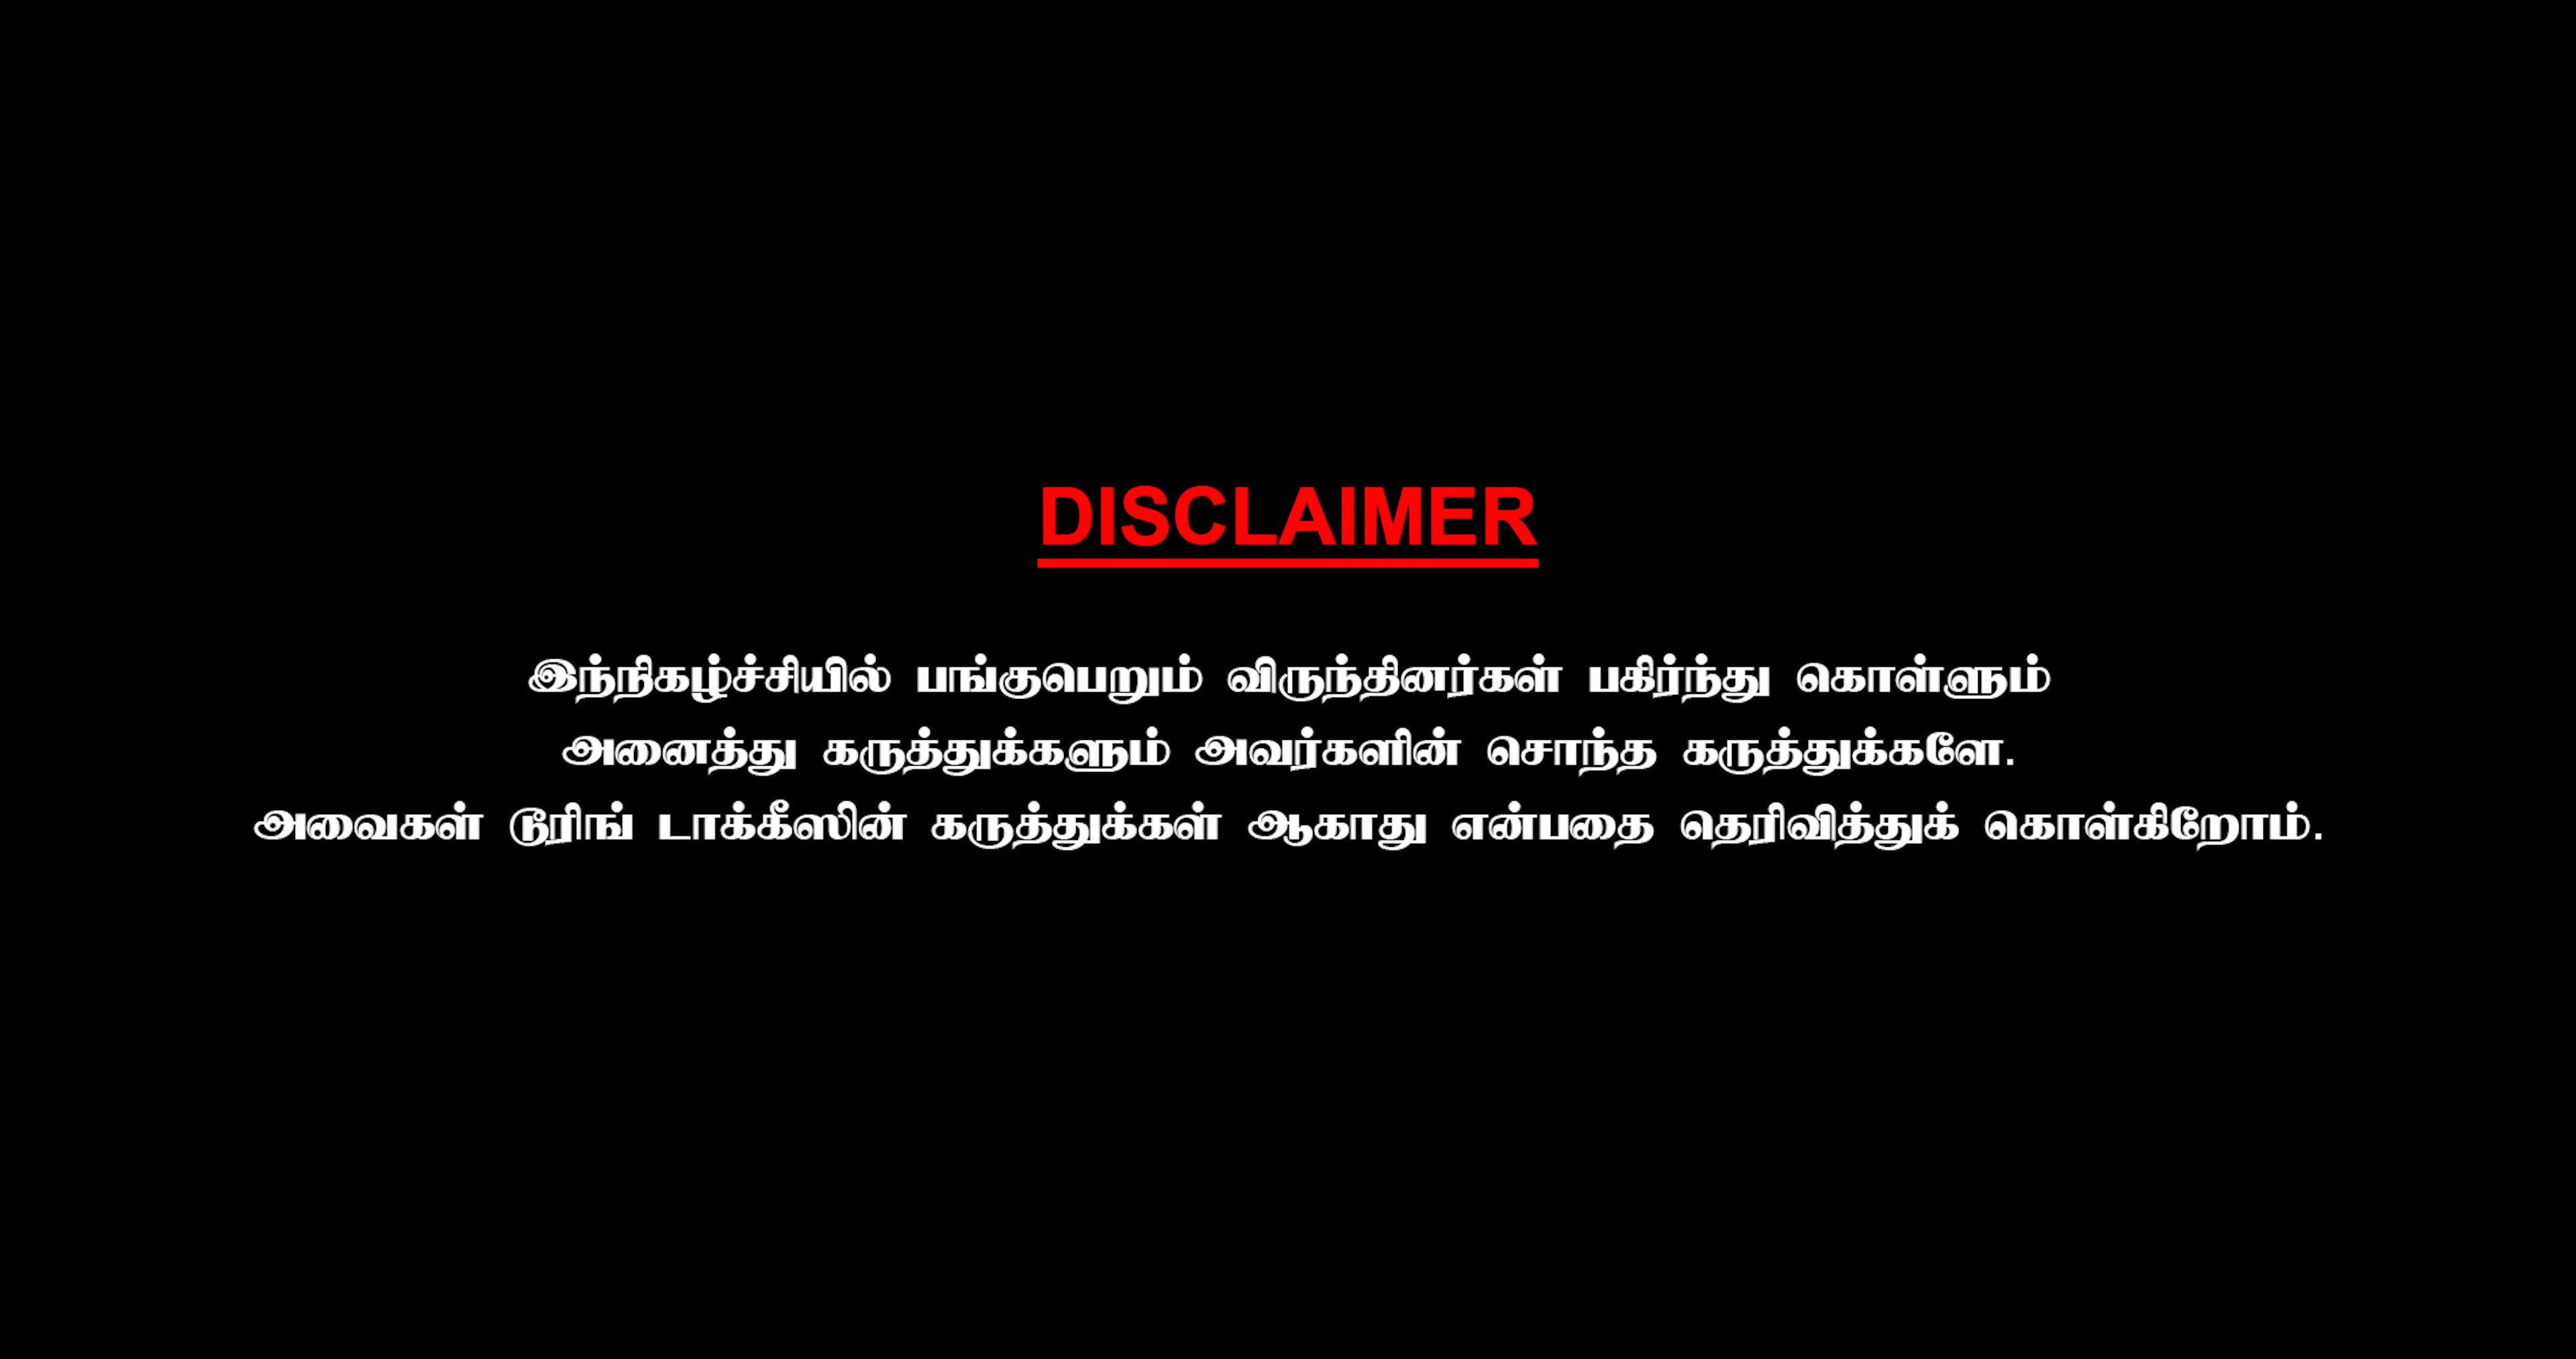 DISCLAIMER
இந்நிகழ்ச்சியில் பங்குபெறும் விருந்தினர்கள் பகிர்ந்து கொள்ளும்
அனைத்து கருத்துக்களும் அவர்களின் சொந்த கருத்துக்களே.
அவைகள் டூரிங் டாக்கீஸின் கருத்துக்கள் ஆகாது என்பதை தெரிவித்துக் கொள்கிறோம்.